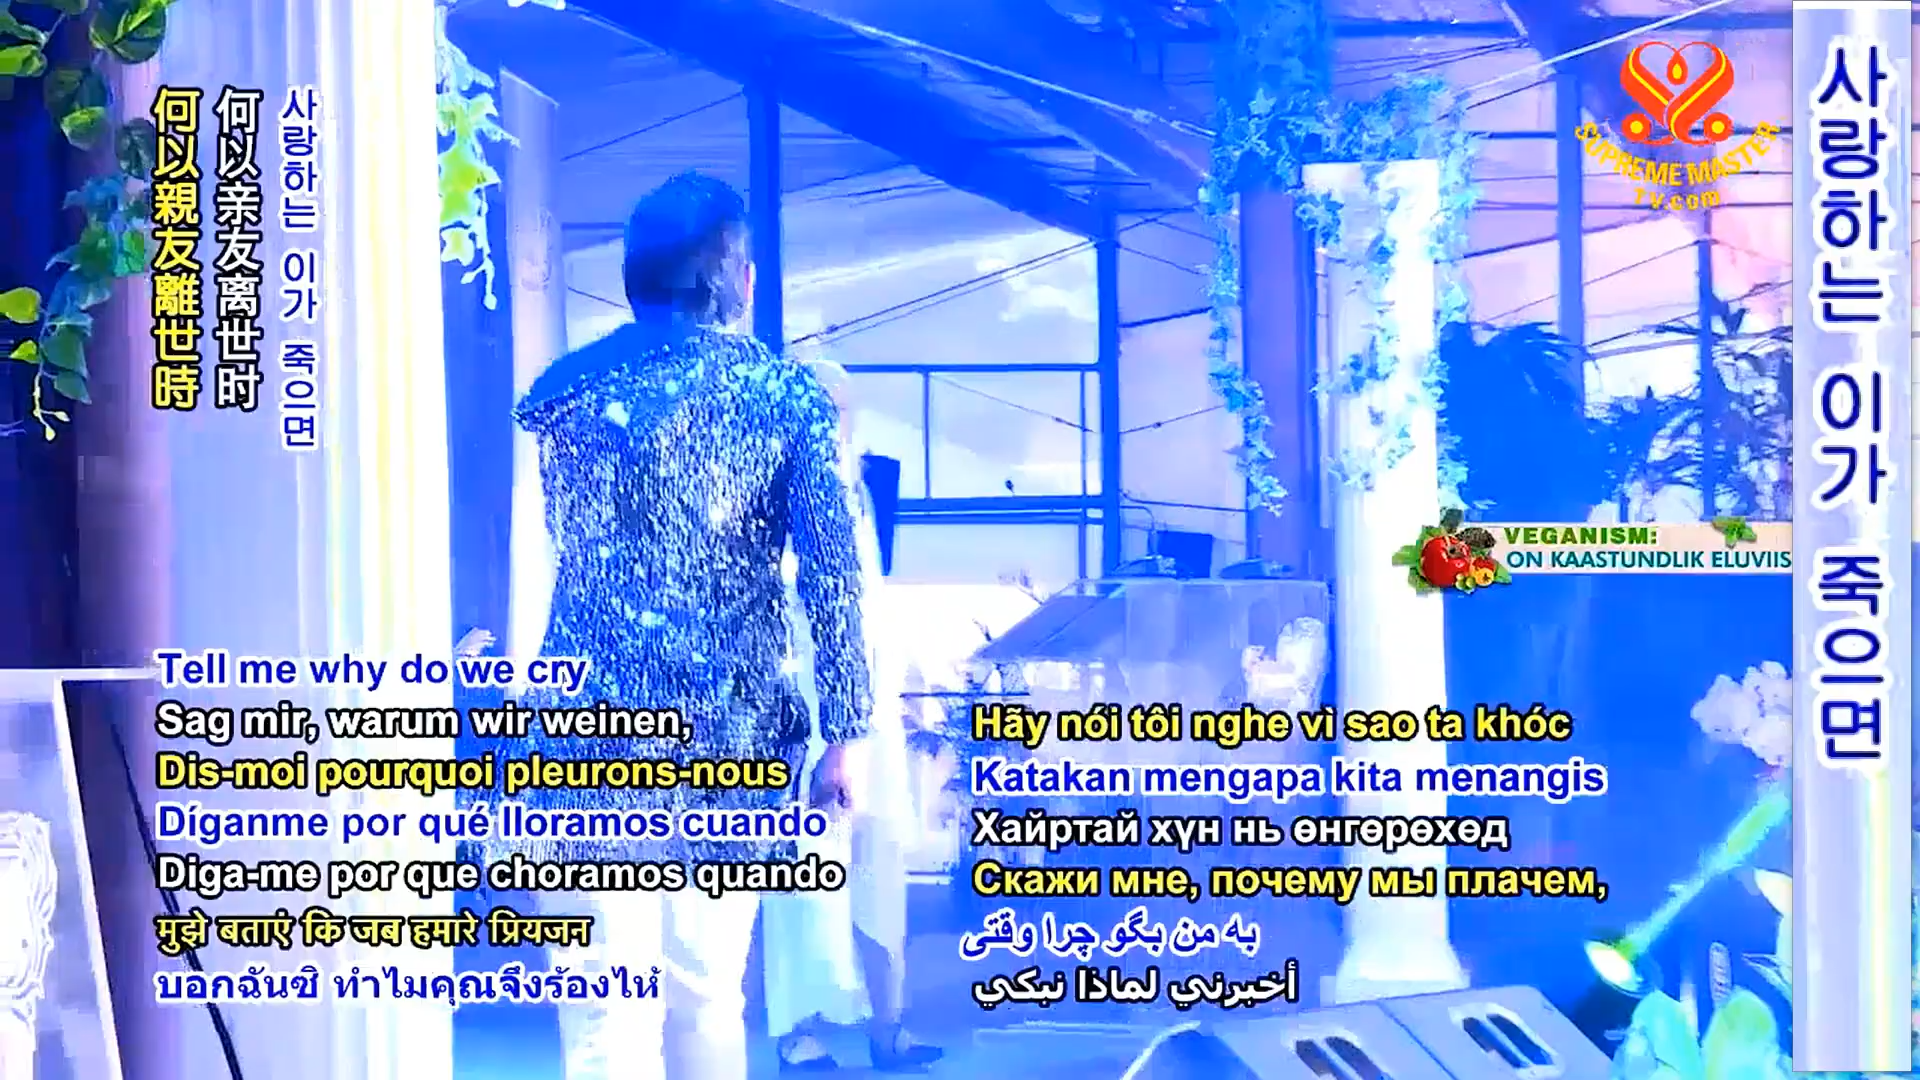 何以親友離世時
何以亲友离世时
사랑하는 이가 죽으면
SUPREME MASTER
TV.com
사랑하는 이가 죽으면
VEGANISM:
ON KAASTUNDLIK ELUVIIS
Tell me why do we cry
Sag mir, warum wir weinen,
Dis-moi pourquoi pleurons-nous
Díganme por qué lloramos cuando
Diga-me por que choramos quando
मुझे बताएं कि जब हमारे प्रियजन
บอกฉันซิ ทำไมคุณจึงร้องไห้
Hãy nói tôi nghe vì sao ta khóc
Katakan mengapa kita menangis
Хайртай хүн нь өнгөрөхөд
Скажи мне, почему мы плачем,
به من بگو چرا وقتی
أخبرني لماذا نبكي